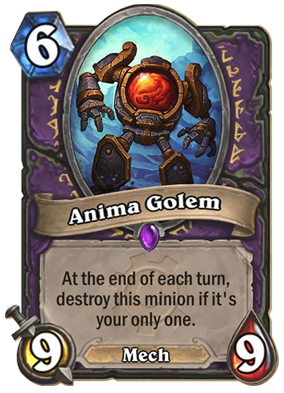 6
Anima Golem
At the end of each turn,
destroy this minion if it's
your only one.
9
Mech
9